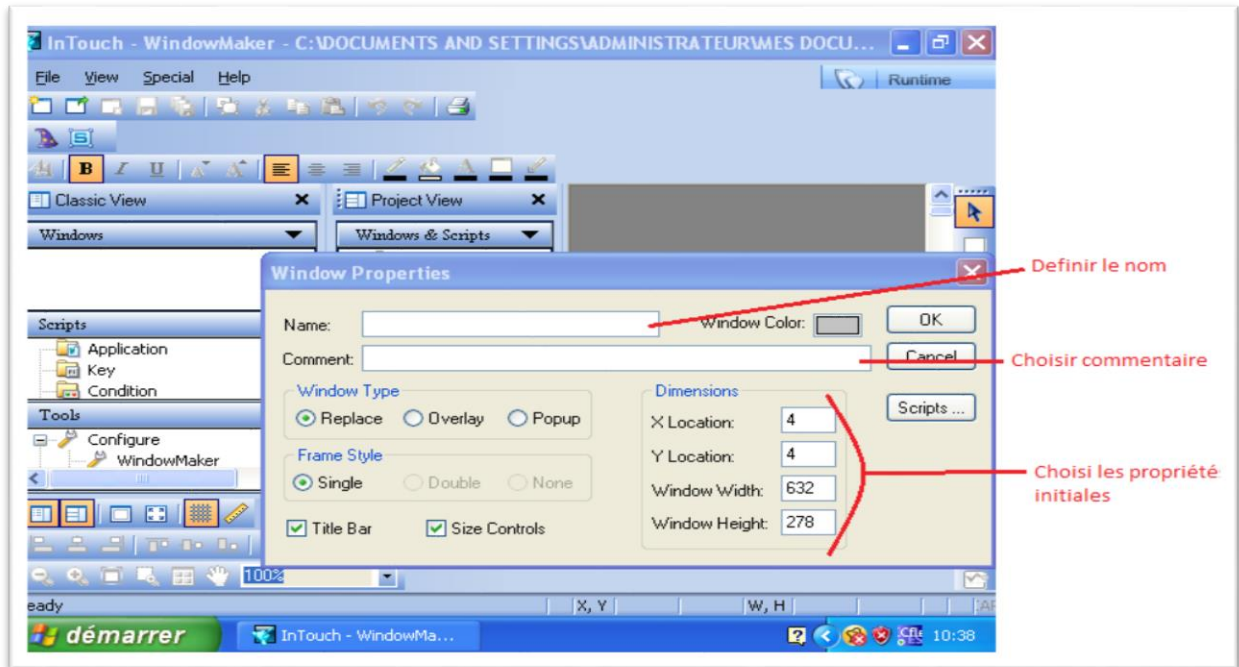 InTouch - WindowMaker - C:\DOCUMENTS AND SETTINGS\ADMINISTRATEUR\MES DOCU...
File View Special Help
Runtime
B I U
Classic View
Project View
Windows
Windows & Scripts
Window Properties
Definir le nom
Name:
Window Color:
OK
Scripts
Application
Key
Condition
Comment:
Cancel
Choisir commentaire
Window Type
Replace Overlay Popup
Dimensions
X Location: 4
Scripts ...
Tools
Configure
WindowMaker
Frame Style
Single Double None
Y Location: 4
Window Width: 632
Choisi les propriété
initiales
Title Bar
Size Controls
Window Height: 278
100%
eady
X, Y
W, H
démarrer
InTouch - WindowMa...
10:38